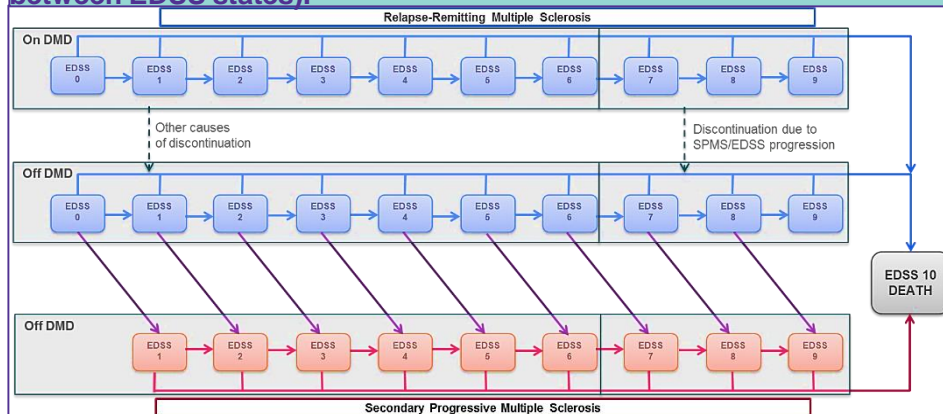 between EDSS states).
Relapse-Remitting Multiple Sclerosis
On DMD
EDSS
0
EDSS
1
EDSS
2
EDSS
3
EDSS
4
EDSS
5
EDSS
6
EDSS
7
EDSS
8
EDSS
9
Other causes
of discontinuation
Discontinuation due to
SPMS/EDSS progression
Off DMD
EDSS
0
EDSS
1
EDSS
2
EDSS
3
EDSS
4
EDSS
5
EDSS
6
EDSS
7
EDSS
8
EDSS
9
EDSS 10
DEATH
Off DMD
EDSS
1
EDSS
2
EDSS
3
EDSS
4
EDSS
5
EDSS
6
EDSS
7
EDSS
8
EDSS
9
Secondary Progressive Multiple Sclerosis